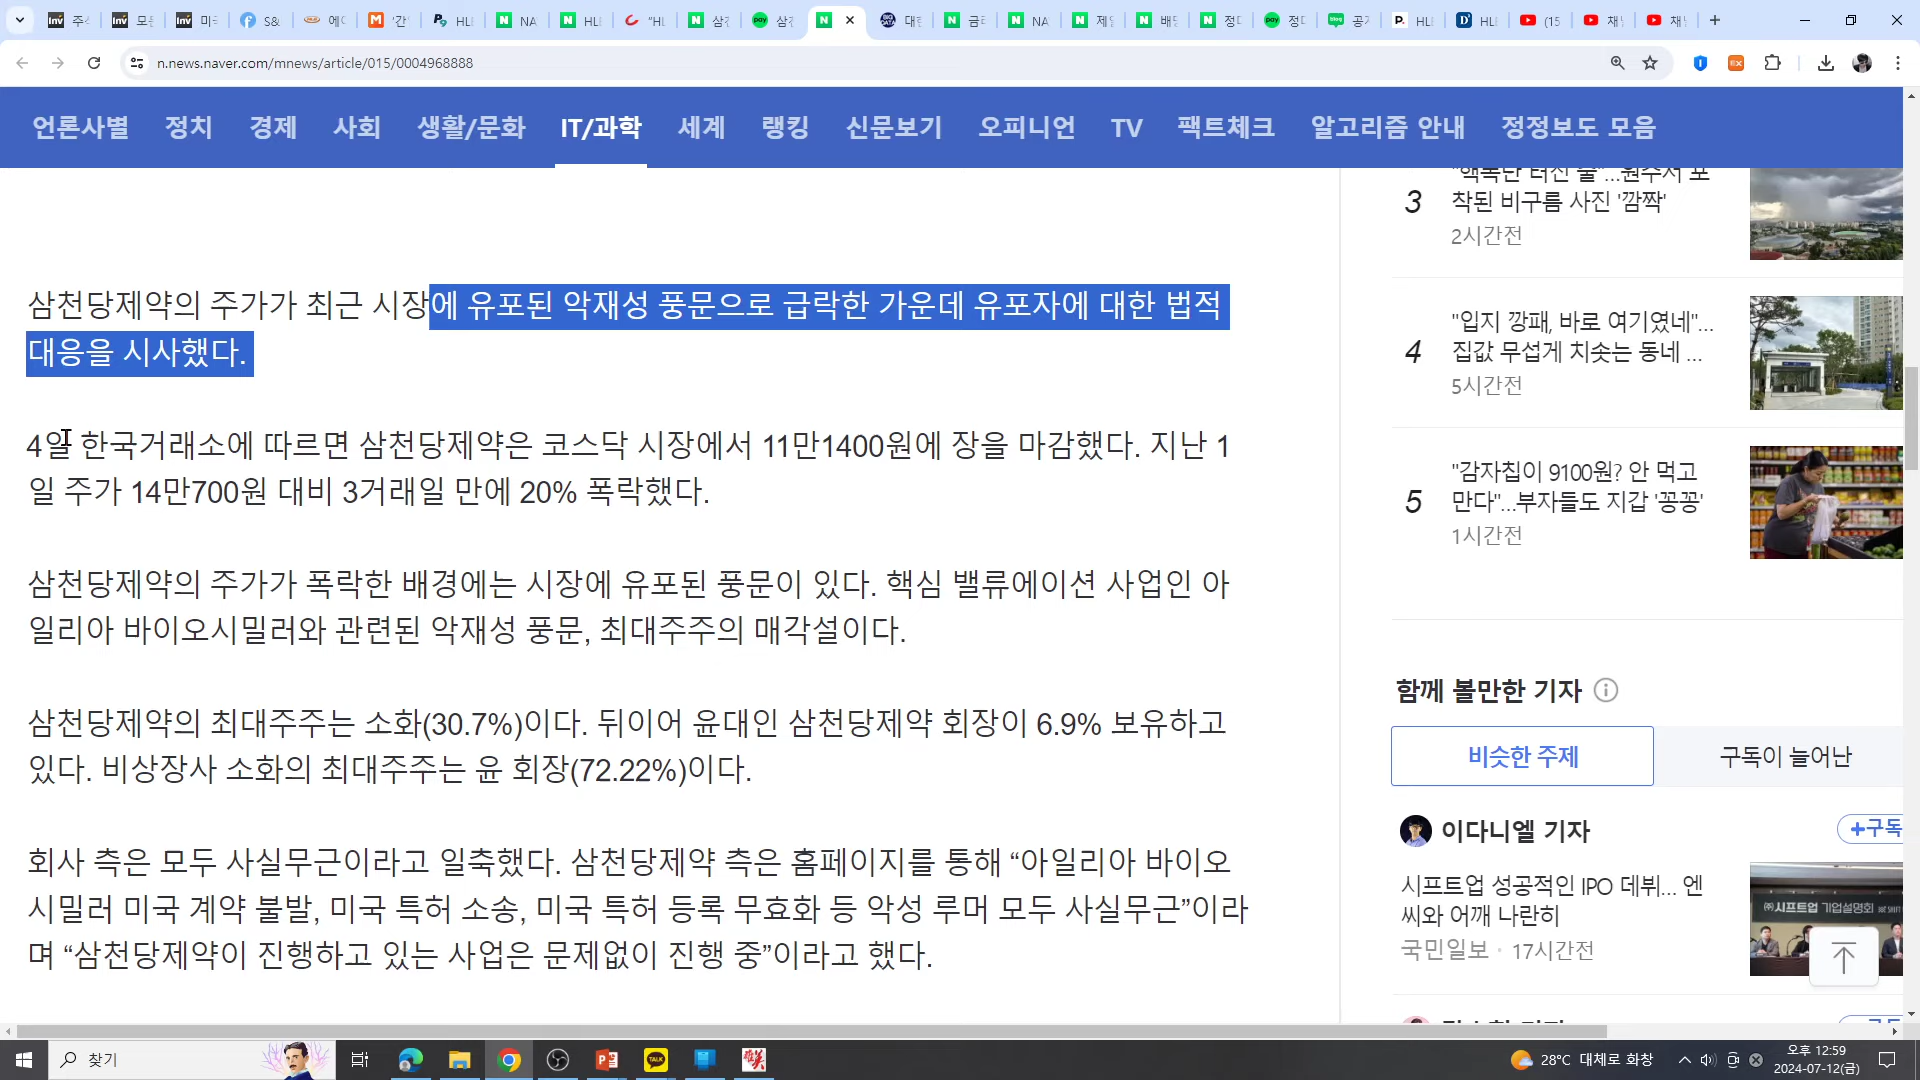 n.news.naver.com/mnews/article/015/0004968888
언론사별 정치 경제 사회 생활/문화 IT/과학 세계 랭킹 신문보기 오피니언 TV 팩트체크 알고리즘 안내 정정보도 모음
삼천당제약의 주가가 최근 시장에 유포된 악재성 풍문으로 급락한 가운데 유포자에 대한 법적
대응을 시사했다.
4일 한국거래소에 따르면 삼천당제약은 코스닥 시장에서 11만1400원에 장을 마감했다. 지난 1
일 주가 14만700원 대비 3거래일 만에 20% 폭락했다.
삼천당제약의 주가가 폭락한 배경에는 시장에 유포된 풍문이 있다. 핵심 밸류에이션 사업인 아
일리아 바이오시밀러와 관련된 악재성 풍문, 최대주주의 매각설이다.
삼천당제약의 최대주주는 소화(30.7%)이다. 뒤이어 윤대인 삼천당제약 회장이 6.9% 보유하고
있다. 비상장사 소화의 최대주주는 윤 회장(72.22%)이다.
회사 측은 모두 사실무근이라고 일축했다. 삼천당제약 측은 홈페이지를 통해 “아일리아 바이오
시밀러 미국 계약 불발, 미국 특허 소송, 미국 특허 등록 무효화 등 악성 루머 모두 사실무근”이라
며 “삼천당제약이 진행하고 있는 사업은 문제없이 진행 중”이라고 했다.
3
"핵폭탄 터진 줄"...원주서 포
착된 비구름 사진 '깜짝'
2시간전
4
"입지 깡패, 바로 여기였네"...
집값 무섭게 치솟는 동네 ...
5시간전
5
"감자칩이 9100원? 안 먹고
만다"...부자들도 지갑 '꽁꽁'
1시간전
함께 볼만한 기자
비슷한 주제 구독이 늘어난
이다니엘 기자
+구독
시프트업 성공적인 IPO 데뷔... 엔
씨와 어깨 나란히
국민일보 · 17시간전
찾기
28°C 대체로 화창
오후 12:59
2024-07-12(금)